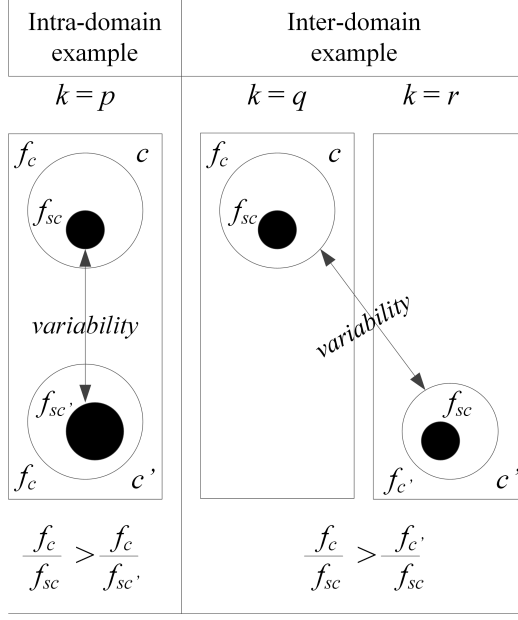 Intra-domain
example
Inter-domain
example
k = p
k = q
k = r
f_c
c
f_sc
variability
f_sc'
f_c
c'
f_c
c
f_sc
variability
f_sc
f_c'
c'
f_c/f_sc > f_c/f_sc'
f_c/f_sc > f_c'/f_sc